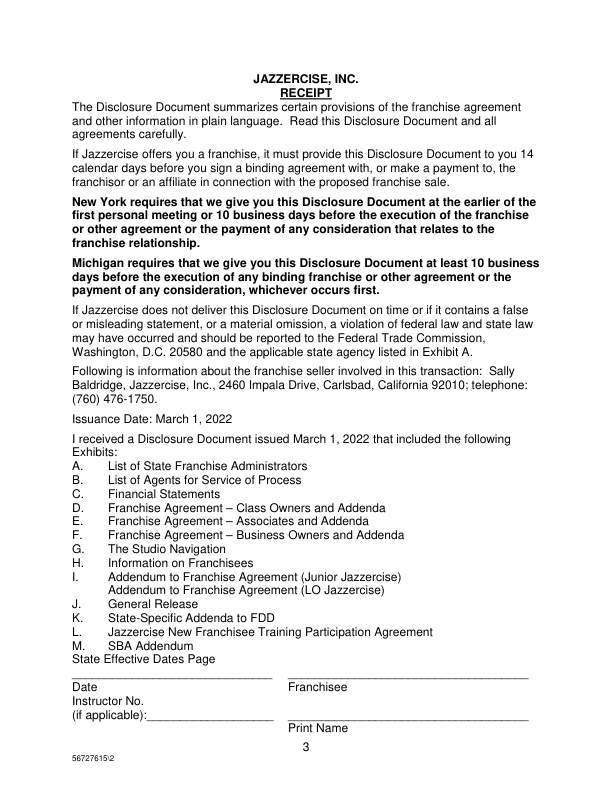 JAZZERCISE, INC.
RECEIPT
The Disclosure Document summarizes certain provisions of the franchise agreement
and other information in plain language.  Read this Disclosure Document and all
agreements carefully.
If Jazzercise offers you a franchise, it must provide this Disclosure Document to you 14
calendar days before you sign a binding agreement with, or make a payment to, the
franchisor or an affiliate in connection with the proposed franchise sale.
New York requires that we give you this Disclosure Document at the earlier of the
first personal meeting or 10 business days before the execution of the franchise
or other agreement or the payment of any consideration that relates to the
franchise relationship.
Michigan requires that we give you this Disclosure Document at least 10 business
days before the execution of any binding franchise or other agreement or the
payment of any consideration, whichever occurs first.
If Jazzercise does not deliver this Disclosure Document on time or if it contains a false
or misleading statement, or a material omission, a violation of federal law and state law
may have occurred and should be reported to the Federal Trade Commission,
Washington, D.C. 20580 and the applicable state agency listed in Exhibit A.
Following is information about the franchise seller involved in this transaction:  Sally
Baldridge, Jazzercise, Inc., 2460 Impala Drive, Carlsbad, California 92010; telephone:
(760) 476-1750.
Issuance Date: March 1, 2022
I received a Disclosure Document issued March 1, 2022 that included the following
Exhibits:
A. List of State Franchise Administrators
B. List of Agents for Service of Process
C. Financial Statements
D. Franchise Agreement – Class Owners and Addenda
E. Franchise Agreement – Associates and Addenda
F. Franchise Agreement – Business Owners and Addenda
G. The Studio Navigation
H. Information on Franchisees
I. Addendum to Franchise Agreement (Junior Jazzercise)
Addendum to Franchise Agreement (LO Jazzercise)
J. General Release
K. State-Specific Addenda to FDD
L. Jazzercise New Franchisee Training Participation Agreement
M. SBA Addendum
State Effective Dates Page
Date Franchisee
Instructor No.
(if applicable):___________________
Print Name
3
56727615\2